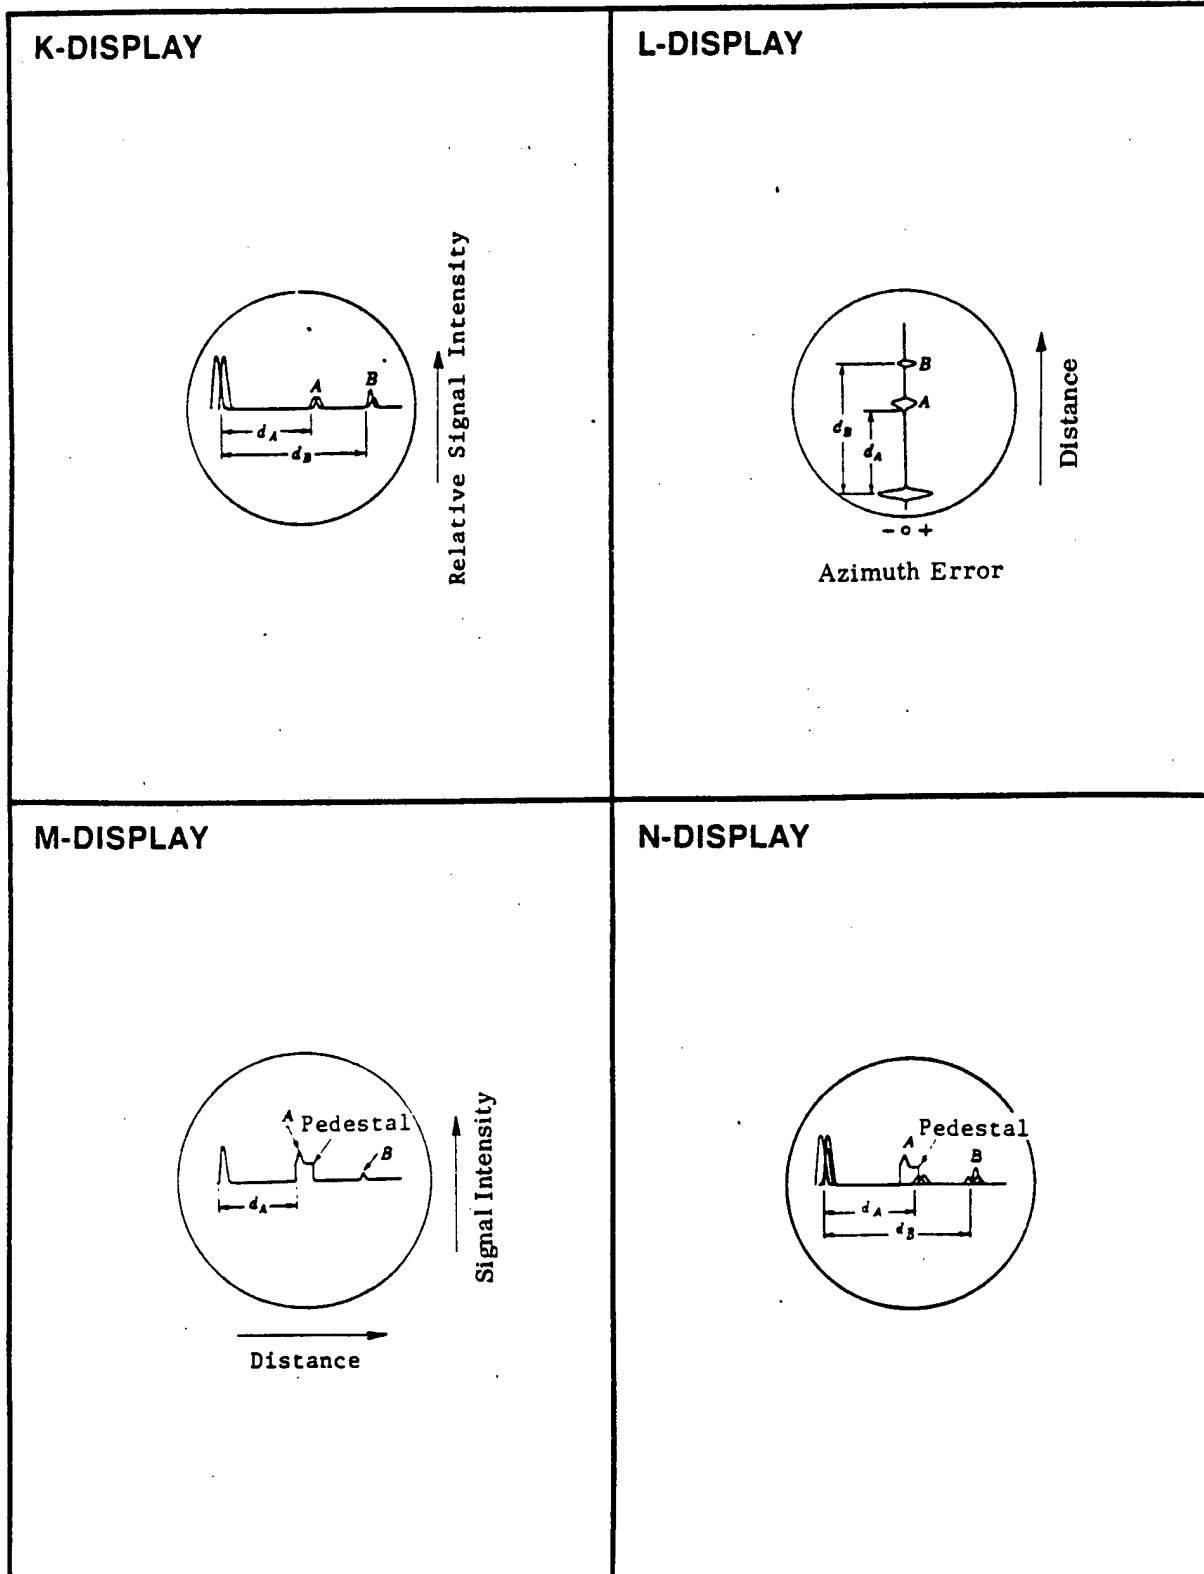 K-DISPLAY
A
B
d_A
d_B
Relative Signal Intensity
L-DISPLAY
B
A
d_B
d_A
- o +
Azimuth Error
Distance
M-DISPLAY
A
Pedestal
B
d_A
Signal Intensity
Distance
N-DISPLAY
A
Pedestal
B
d_A
d_B